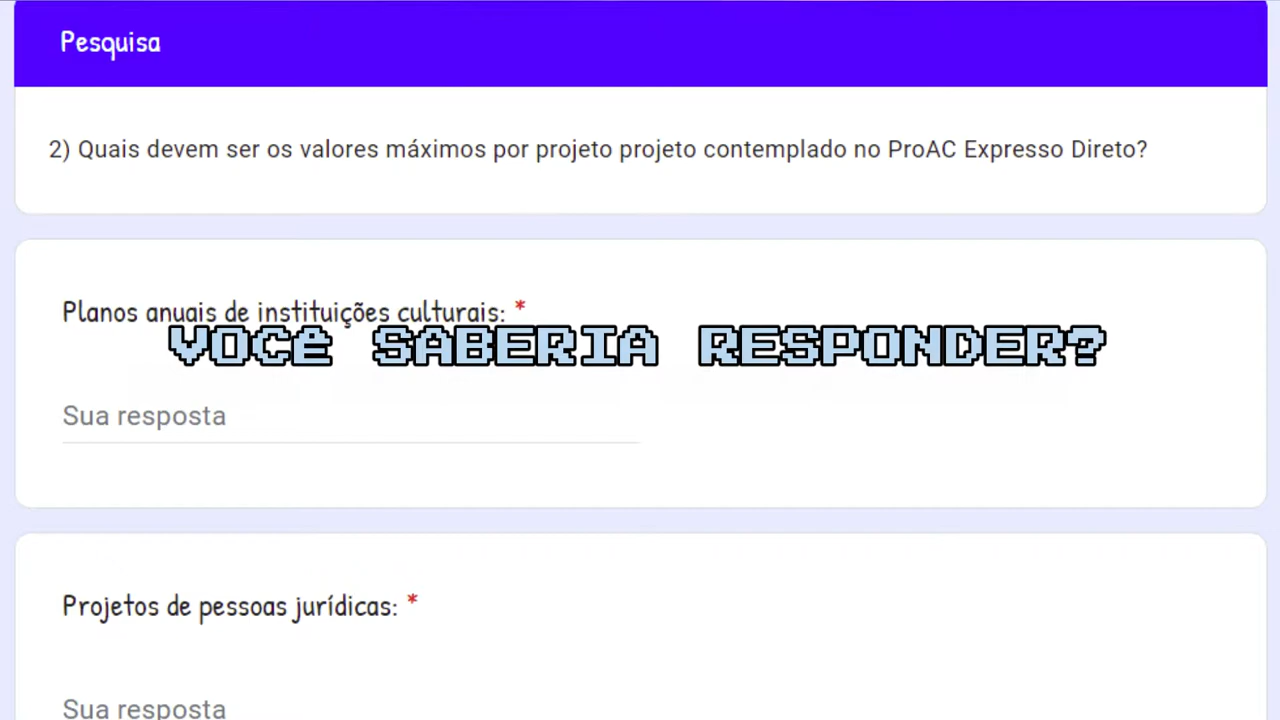 Pesquisa
2) Quais devem ser os valores máximos por projeto projeto contemplado no ProAC Expresso Direto?
Planos anuais de instituições culturais: *
VOCê SABERIA RESPONDER?
Sua resposta
Projetos de pessoas jurídicas: *
Sua resposta